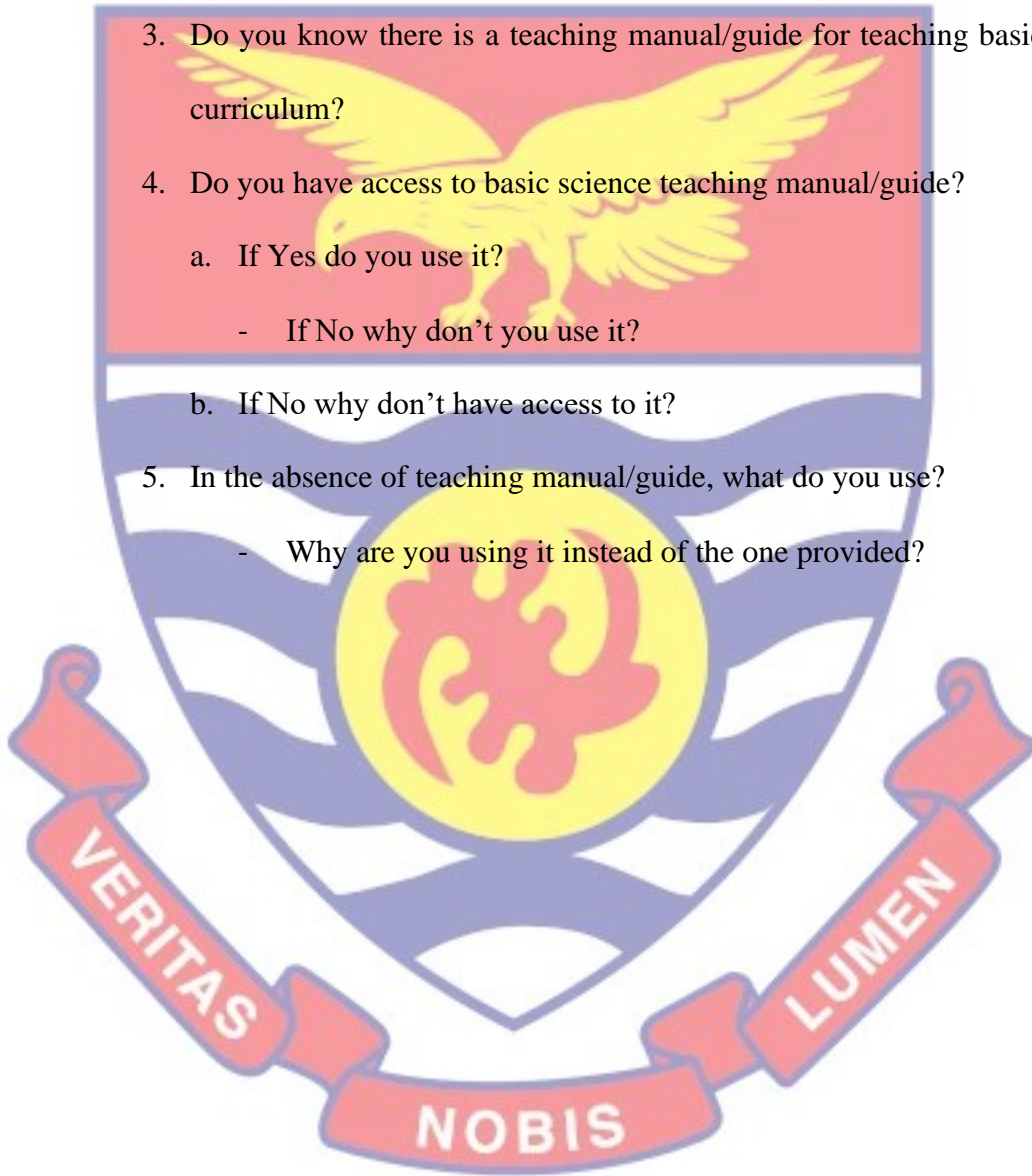 3. Do you know there is a teaching manual/guide for teaching basic
curriculum?
4. Do you have access to basic science teaching manual/guide?
a. If Yes do you use it?
- If No why don’t you use it?
b. If No why don’t have access to it?
5. In the absence of teaching manual/guide, what do you use?
- Why are you using it instead of the one provided?
VERITAS
NOBIS
LUMEN